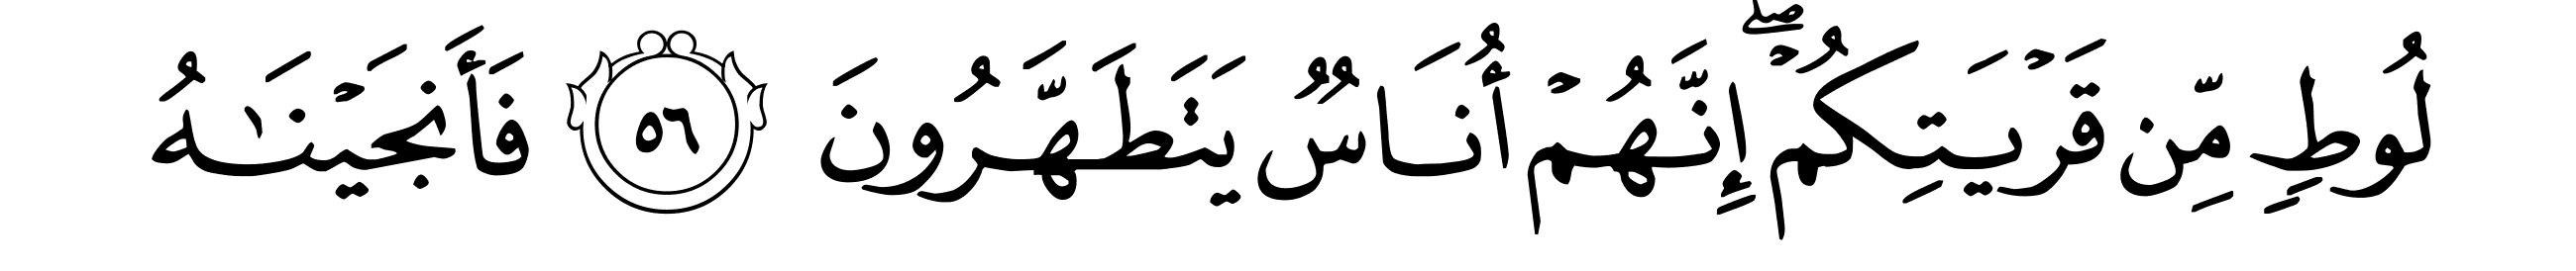 لُوطٍ مِّن قَرْيَتِكُمْ ۖ إِنَّهُمْ أُنَاسٌ يَتَطَهَّرُونَ ٥٦ فَأَنجَيْنَـٰهُ